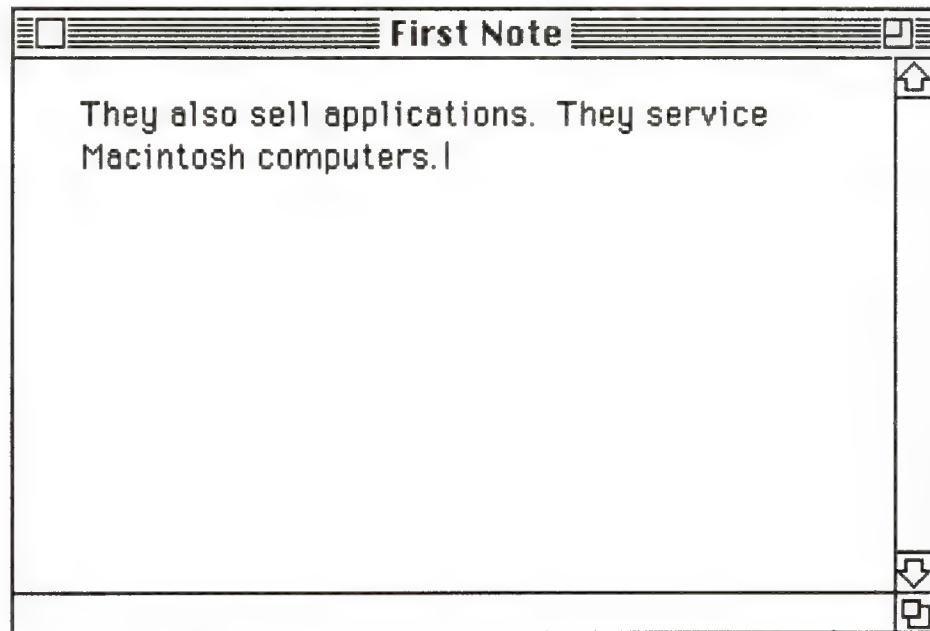 First Note
They also sell applications.  They service
Macintosh computers.